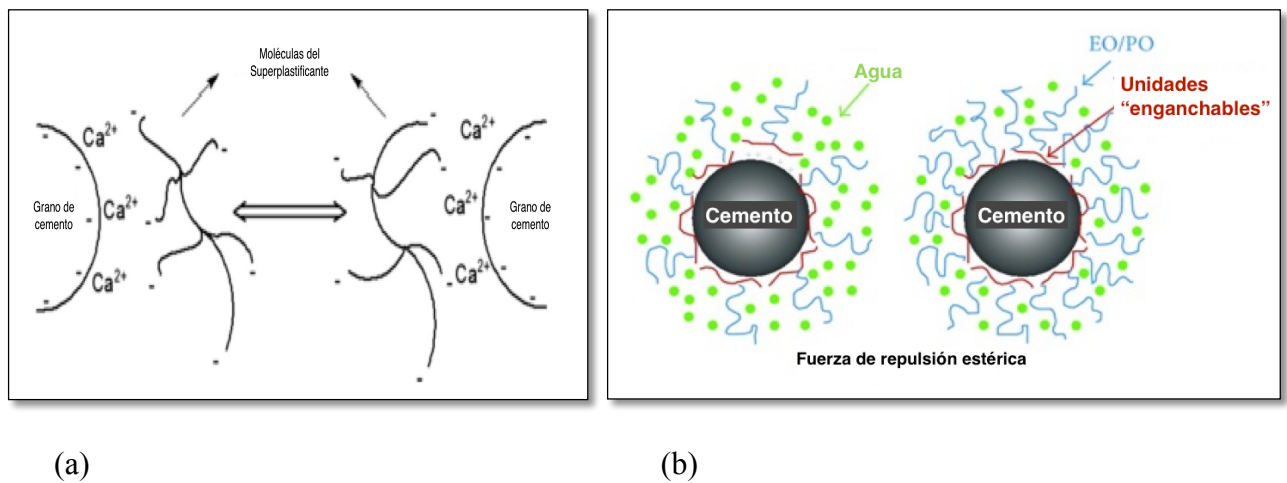 Moléculas del
Superplastificante
Ca2+
Ca2+
Ca2+
Grano de
cemento
Ca2+
Ca2+
Ca2+
Grano de
cemento
EO/PO
Agua
Unidades
“enganchables”
Cemento
Cemento
Fuerza de repulsión estérica
(a)
(b)